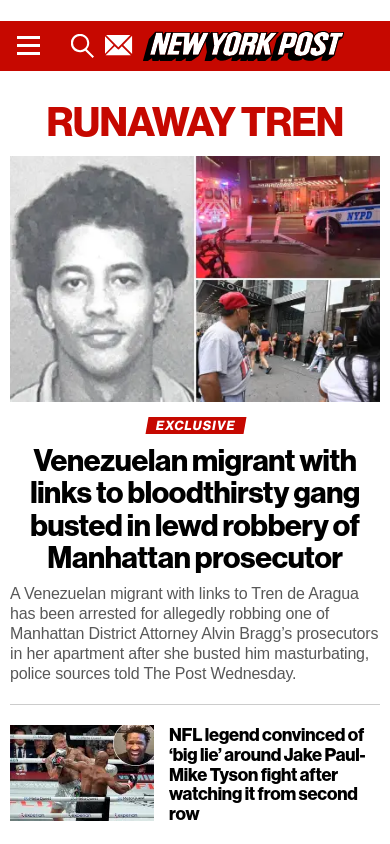 NEW YORK POST
RUNAWAY TREN
NYPD
EXCLUSIVE
Venezuelan migrant with
links to bloodthirsty gang
busted in lewd robbery of
Manhattan prosecutor
A Venezuelan migrant with links to Tren de Aragua
has been arrested for allegedly robbing one of
Manhattan District Attorney Alvin Bragg’s prosecutors
in her apartment after she busted him masturbating,
police sources told The Post Wednesday.
NFL legend convinced of
‘big lie’ around Jake Paul-
Mike Tyson fight after
watching it from second
row